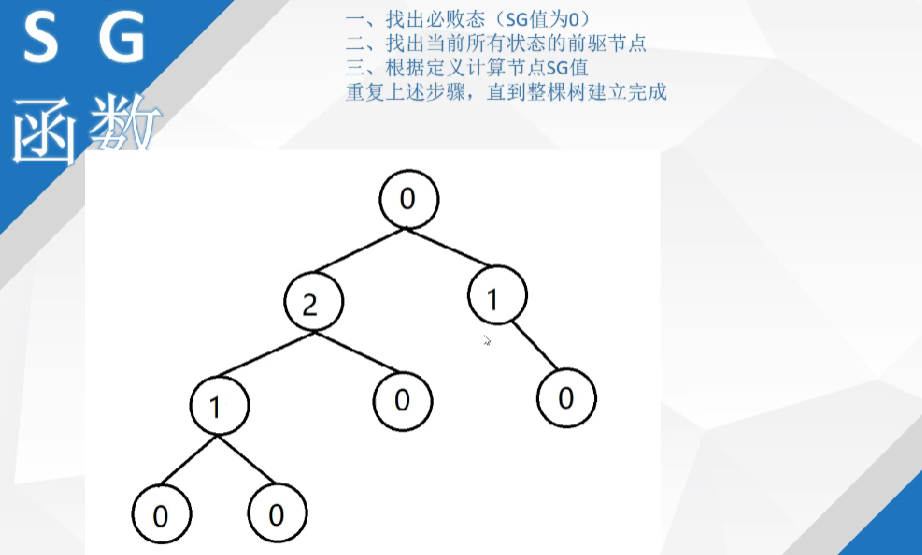 SG
函数
一、找出必败态（SG值为0）
二、找出当前所有状态的前驱节点
三、根据定义计算节点SG值
重复上述步骤，直到整棵树建立完成
0
2 1
1 0 0
0 0